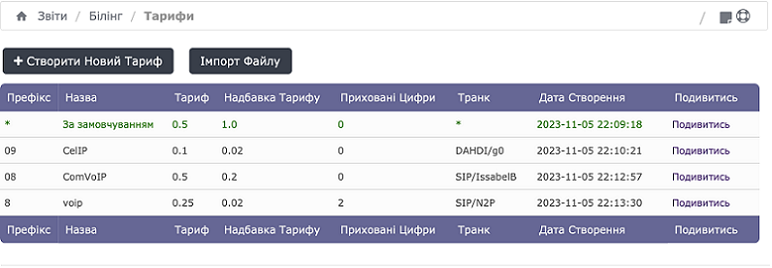 Звіти / Білінг / Тарифи /
+ Створити Новий Тариф Імпорт Файлу
Префікс Назва Тариф Надбавка Тарифу Приховані Цифри Транк Дата Створення Подивитись
* За замовчуванням 0.5 1.0 0 * 2023-11-05 22:09:18 Подивитись
09 CelIP 0.1 0.02 0 DAHDI/g0 2023-11-05 22:10:21 Подивитись
08 ComVoIP 0.5 0.2 0 SIP/IssabelB 2023-11-05 22:12:57 Подивитись
8 voip 0.25 0.02 2 SIP/N2P 2023-11-05 22:13:30 Подивитись
Префікс Назва Тариф Надбавка Тарифу Приховані Цифри Транк Дата Створення Подивитись